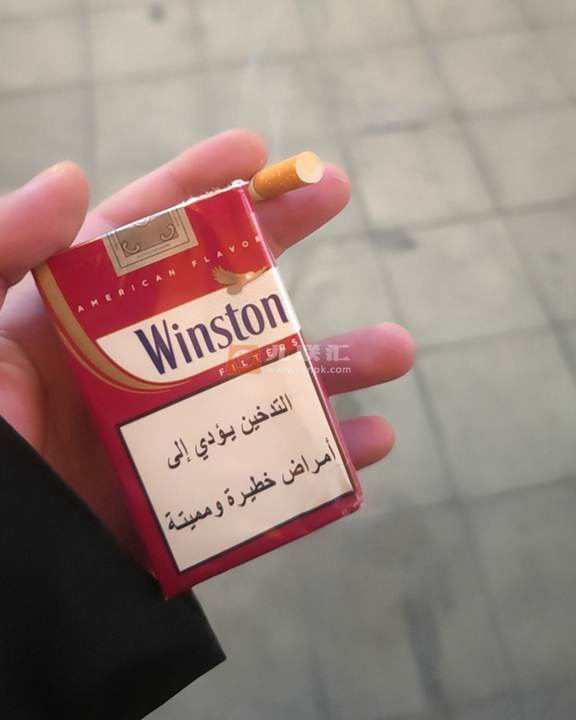 AMERICAN FLAVOR
Winston
FILTERS
التدخين يؤدي إلى
أمراض خطيرة ومميتة